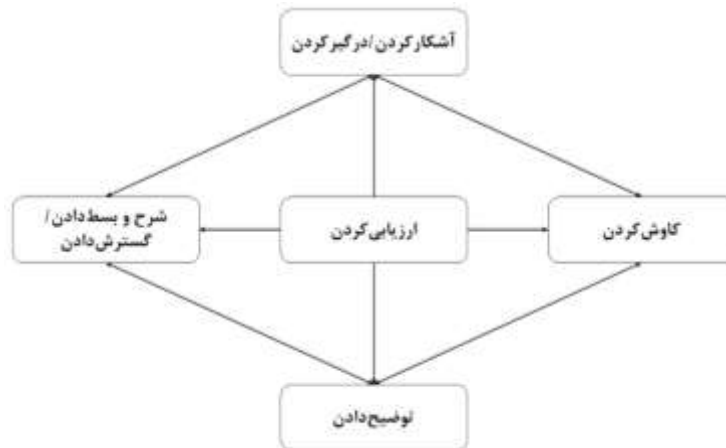 آشکارکردن/درگیرکردن
کاوش‌کردن
ارزیابی‌کردن
شرح و بسط‌دادن/
گسترش‌دادن
توضیح‌دادن